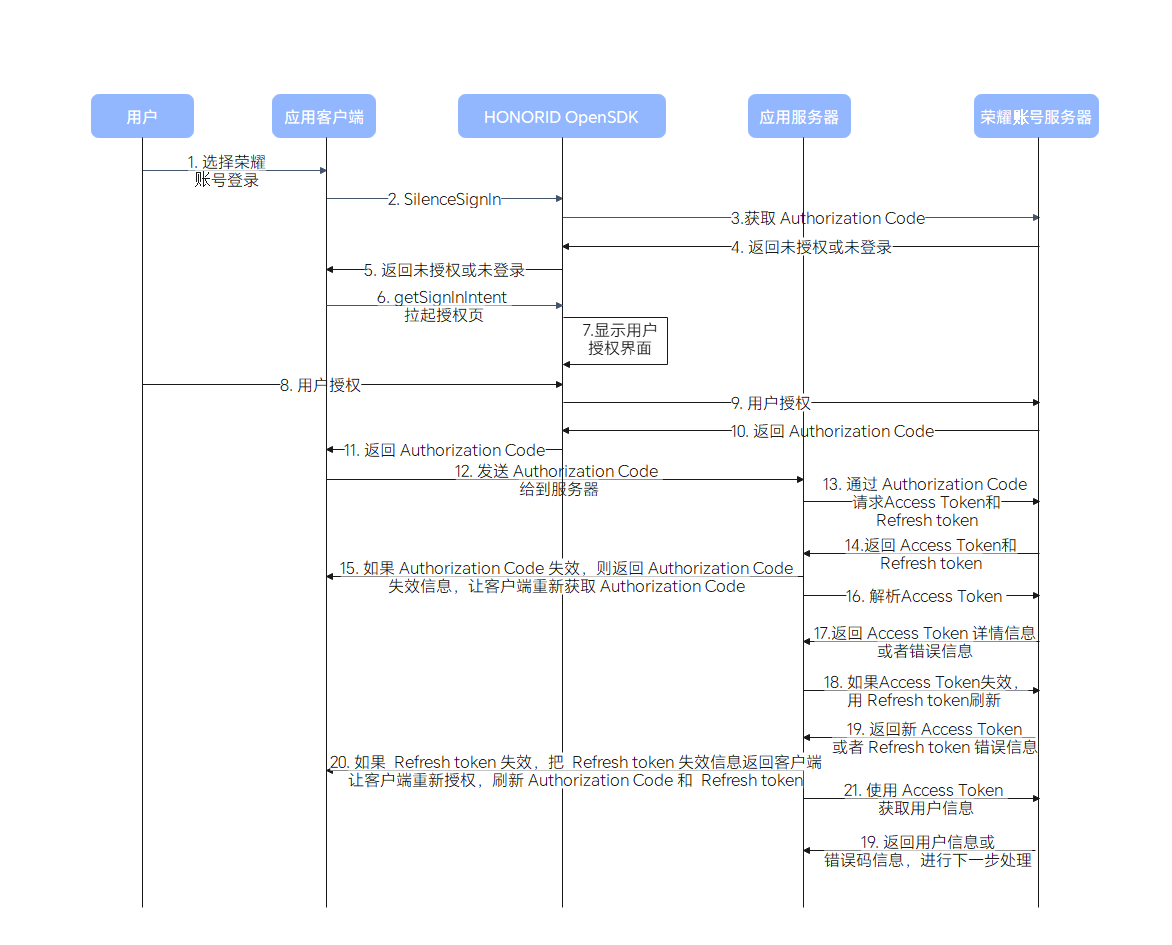 用户
应用客户端
HONORID OpenSDK
应用服务器
荣耀账号服务器
1. 选择荣耀
账号登录
2. SilenceSignIn
3.获取 Authorization Code
4. 返回未授权或未登录
5. 返回未授权或未登录
6. getSignInIntent
拉起授权页
7.显示用户
授权界面
8. 用户授权
9. 用户授权
10. 返回 Authorization Code
11. 返回 Authorization Code
12. 发送 Authorization Code
给到服务器
13. 通过 Authorization Code
请求Access Token和
Refresh token
14.返回 Access Token和
Refresh token
15. 如果 Authorization Code 失效，则返回 Authorization Code
失效信息，让客户端重新获取 Authorization Code
16. 解析Access Token
17.返回 Access Token 详情信息
或者错误信息
18. 如果Access Token失效，
用 Refresh token刷新
19. 返回新 Access Token
或者 Refresh token 错误信息
20. 如果 Refresh token 失效，把 Refresh token 失效信息返回客户端
让客户端重新授权，刷新 Authorization Code 和 Refresh token
21. 使用 Access Token
获取用户信息
19. 返回用户信息或
错误码信息，进行下一步处理